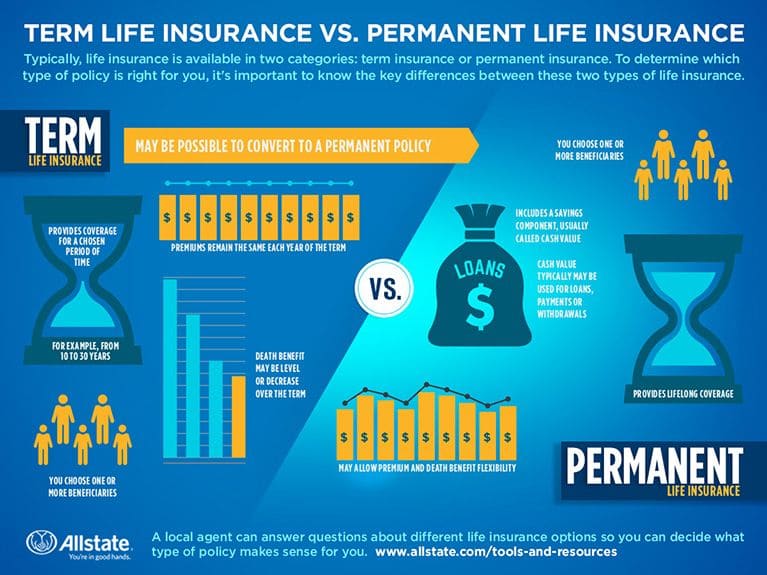 TERM LIFE INSURANCE VS. PERMANENT LIFE INSURANCE
Typically, life insurance is available in two categories: term insurance or permanent insurance. To determine which
type of policy is right for you, it's important to know the key differences between these two types of life insurance.
TERM
LIFE INSURANCE
MAY BE POSSIBLE TO CONVERT TO A PERMANENT POLICY
PROVIDES COVERAGE
FOR A CHOSEN
PERIOD OF
TIME
FOR EXAMPLE, FROM
10 TO 30 YEARS
$ $ $ $ $ $ $ $ $ $
PREMIUMS REMAIN THE SAME EACH YEAR OF THE TERM
DEATH BENEFIT
MAY BE LEVEL
OR DECREASE
OVER THE TERM
YOU CHOOSE ONE OR
MORE BENEFICIARIES
VS.
YOU CHOOSE ONE OR
MORE BENEFICIARIES
INCLUDES A SAVINGS
COMPONENT, USUALLY
CALLED CASH VALUE
LOANS
$
CASH VALUE
TYPICALLY MAY BE
USED FOR LOANS,
PAYMENTS OR
WITHDRAWALS
PROVIDES LIFELONG COVERAGE
$ $ $ $ $ $ $ $ $
MAY ALLOW PREMIUM AND DEATH BENEFIT FLEXIBILITY
PERMANENT
LIFE INSURANCE
Allstate.
You're in good hands.
A local agent can answer questions about different life insurance options so you can decide what
type of policy makes sense for you. www.allstate.com/tools-and-resources